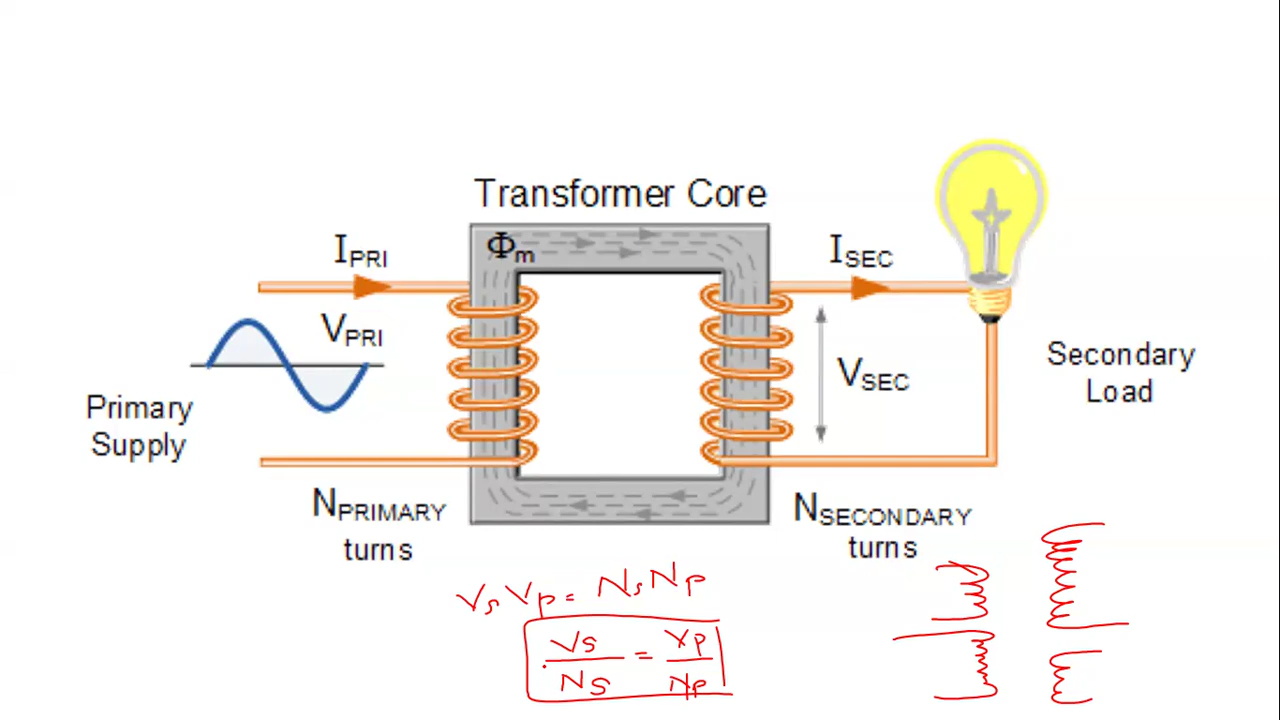 Transformer Core
Φm
IPRI
ISEC
VPRI
VSEC
Primary
Supply
Secondary
Load
NPRIMARY
turns
NSECONDARY
turns
Vs Vp = Ns Np
Vs/Ns = Vp/Np